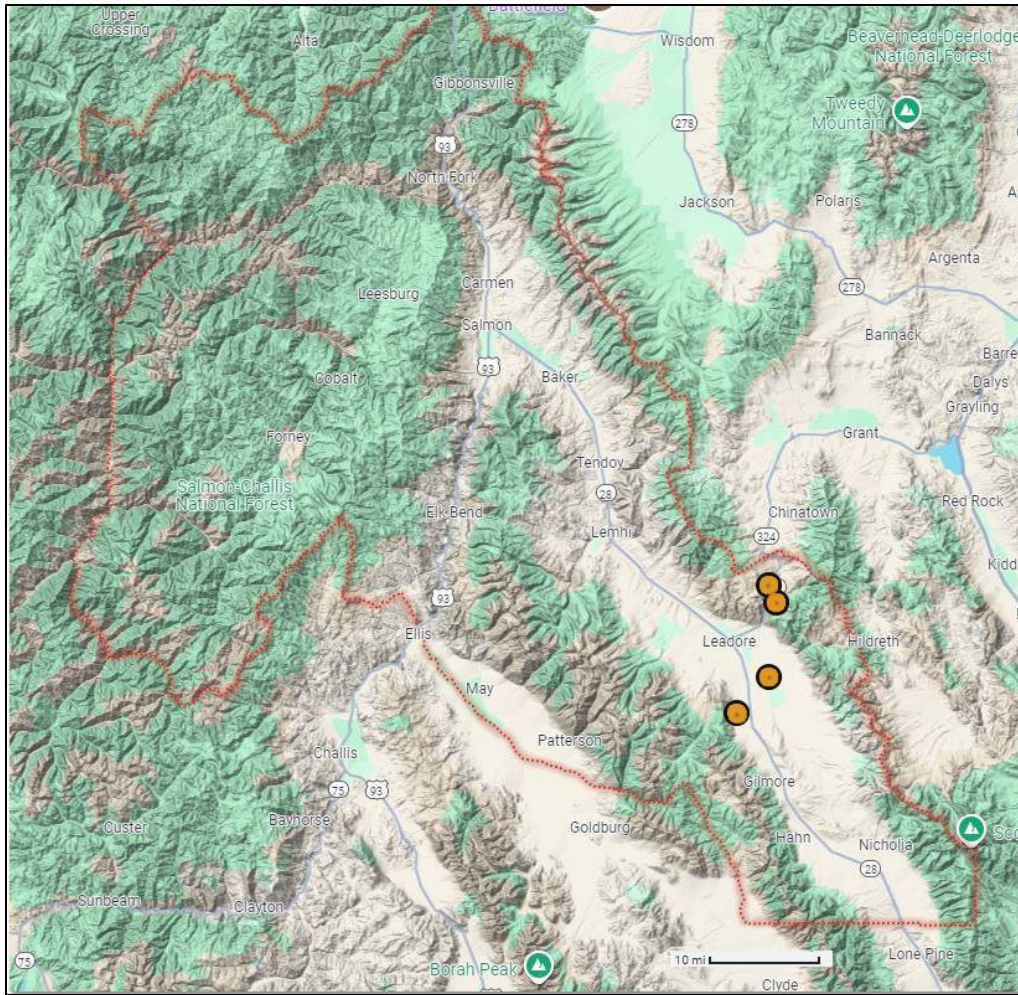 Upper
Crossing
Alta
Battlefield
Wisdom
Beaverhead-Deerlodge
National Forest
Gibbonsville
Tweedy
Mountain
278
93
North Fork
Jackson
Polaris
Argenta
Carmen
Leesburg
278
Salmon
Bannack
93
Barre
Baker
Dalys
Cobalt
Grayling
Forney
Grant
Tendoy
Salmon-Challis
National Forest
28
Red Rock
Elk Bend
Chinatown
Lemhi
324
Kidd
93
Ellis
Leadore
Hildreth
May
Patterson
Challis
Gilmore
75
93
Bayhorse
Custer
Goldburg
Hahn
Nicholia
Sco
28
Sunbeam
Clayton
Lone Pine
75
10 mi
Borah Peak
Clyde